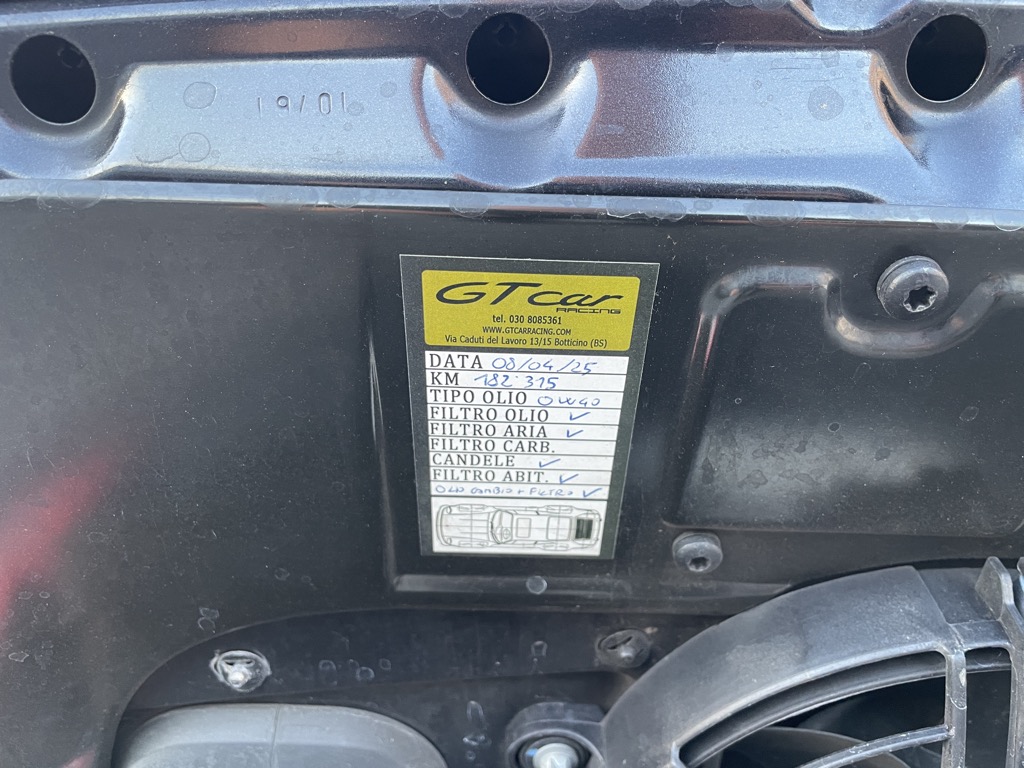 19/01
GT car
RACING
tel. 030 8085361
WWW.GTCARRACING.COM
Via Caduti del Lavoro 13/15 Botticino (BS)
DATA 08/04/25
KM 182.315
TIPO OLIO 0W40
FILTRO OLIO ✓
FILTRO ARIA ✓
FILTRO CARB.
CANDELE ✓
FILTRO ABIT. ✓
OLIO CAMBIO + FILTRO ✓